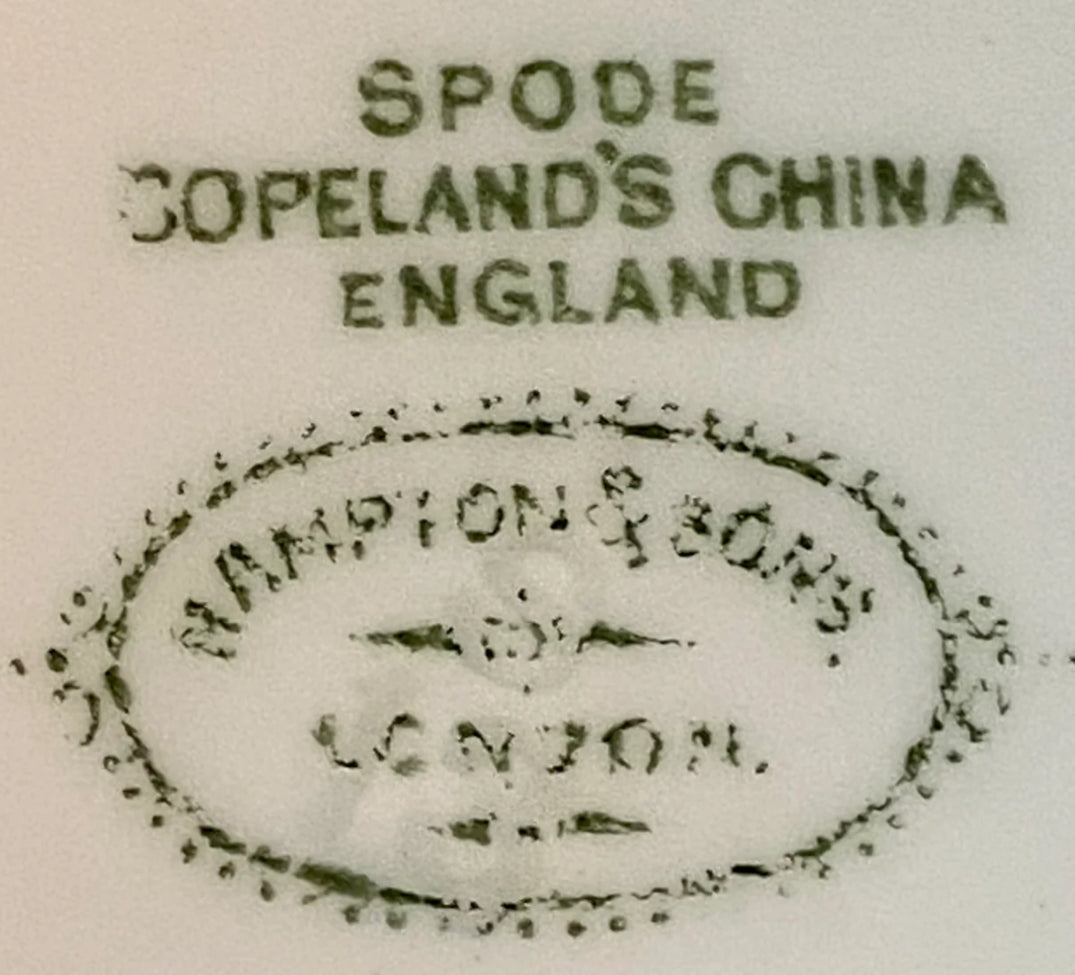 SPODE
COPELAND'S CHINA
ENGLAND
HAMPTON & SONS.
LONDON.